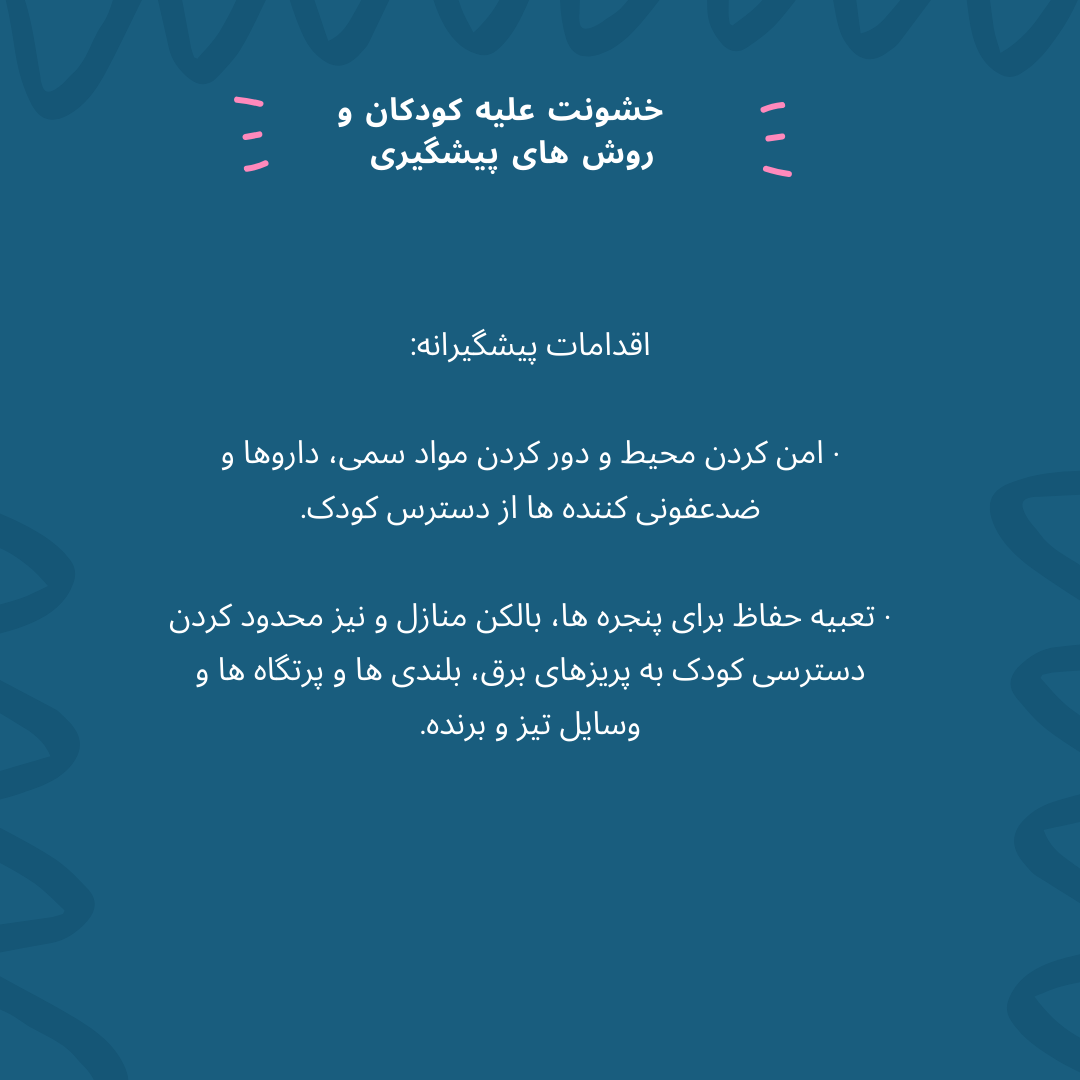 خشونت علیه کودکان و
روش های پیشگیری
اقدامات پیشگیرانه:
· امن کردن محیط و دور کردن مواد سمی، داروها و
ضدعفونی کننده ها از دسترس کودک.
· تعبیه حفاظ برای پنجره ها، بالکن منازل و نیز محدود کردن
دسترسی کودک به پریزهای برق، بلندی ها و پرتگاه ها و
وسایل تیز و برنده.